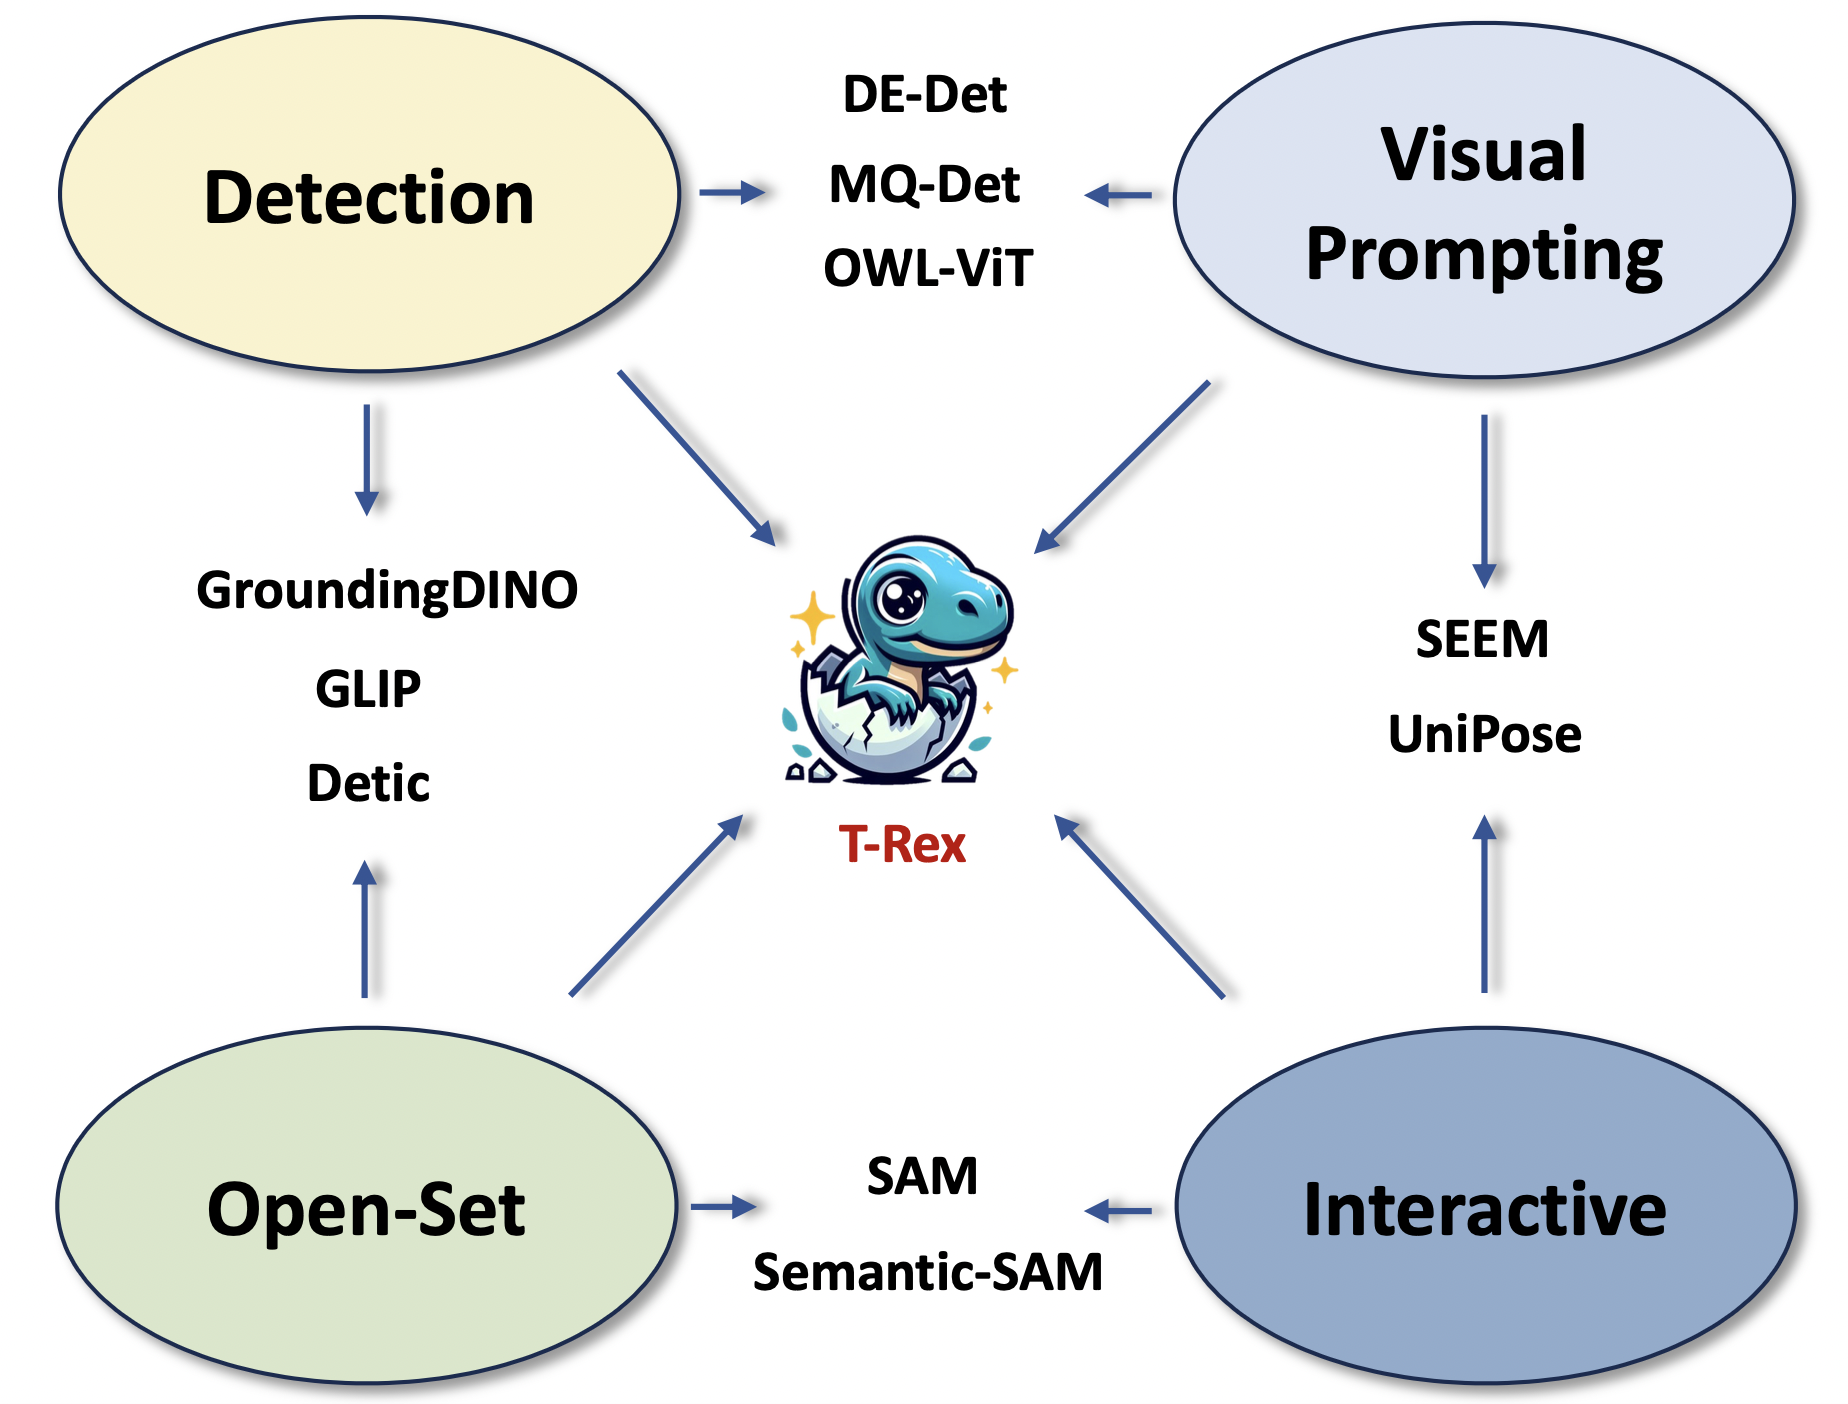 Detection
DE-Det
MQ-Det
OWL-ViT
Visual
Prompting
GroundingDINO
GLIP
Detic
T-Rex
SEEM
UniPose
Open-Set
SAM
Semantic-SAM
Interactive